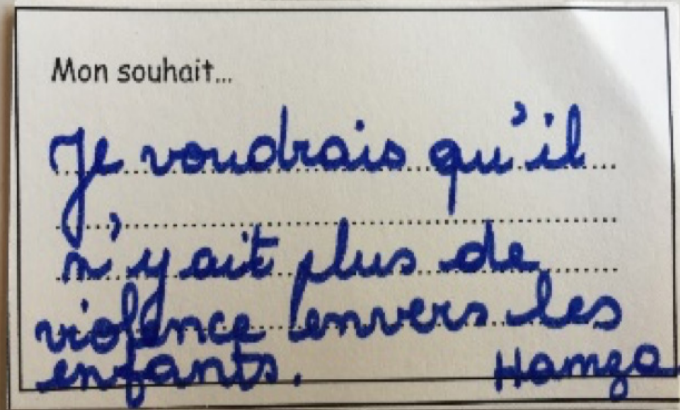 Mon souhait...
Je voudrais qu'il
n'y ait plus de
violence envers les
enfants. Hamza